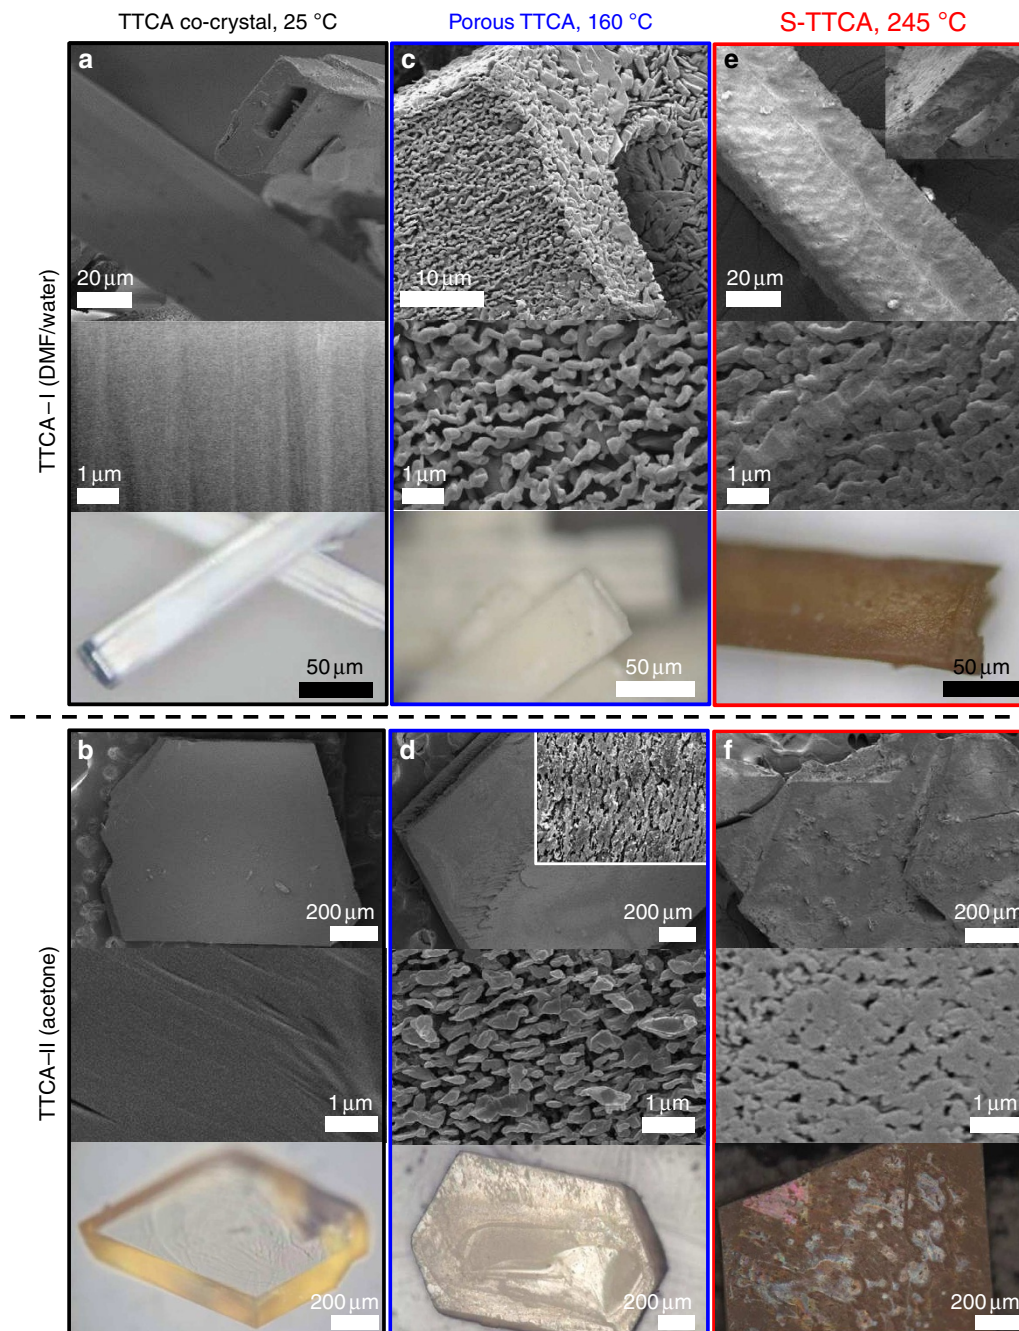 TTCA co-crystal, 25 °C
Porous TTCA, 160 °C
S-TTCA, 245 °C
TTCA–I (DMF/water)
a
20 μm
1 μm
50 μm
c
10 μm
1 μm
50 μm
e
20 μm
1 μm
50 μm
TTCA–II (acetone)
b
200 μm
1 μm
200 μm
d
200 μm
1 μm
200 μm
f
200 μm
1 μm
200 μm